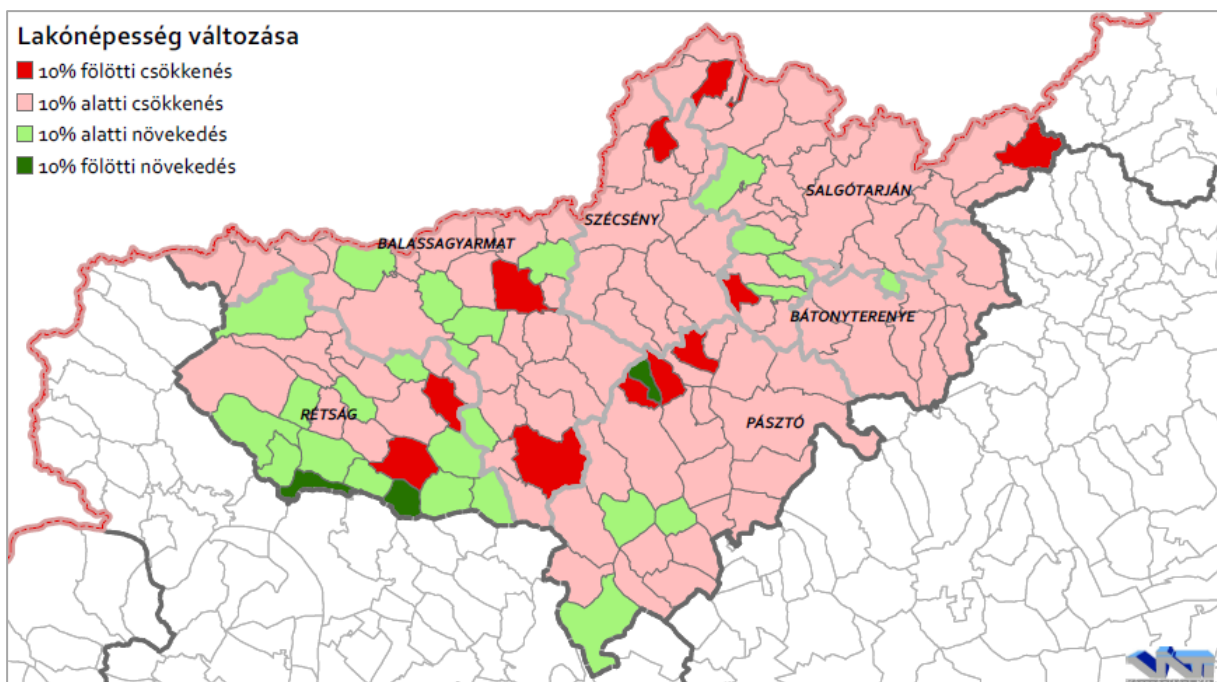 Lakónépesség változása
10% fölötti csökkenés
10% alatti csökkenés
10% alatti növekedés
10% fölötti növekedés
SALGÓTARJÁN
SZÉCSÉNY
BALASSAGYARMAT
BÁTONYTERENYE
RÉTSÁG
PÁSZTÓ